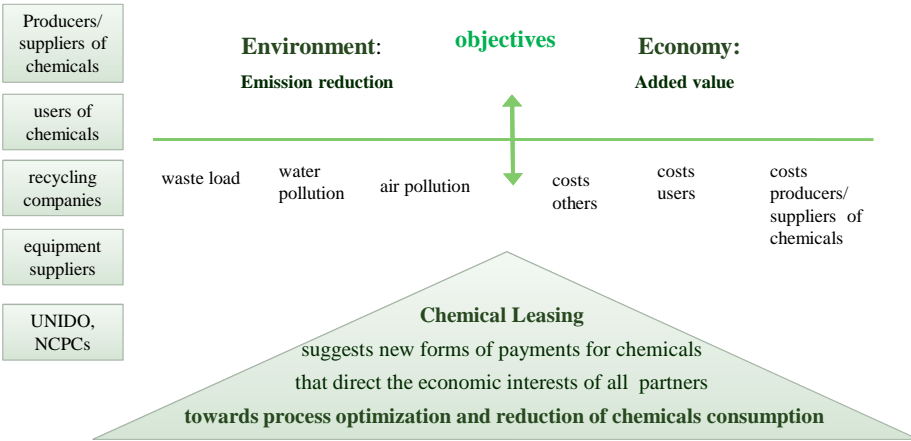 Producers/
suppliers of
chemicals
users of
chemicals
recycling
companies
equipment
suppliers
UNIDO,
NCPCs
Environment:
Emission reduction
objectives
Economy:
Added value
waste load
water
pollution
air pollution
costs
others
costs
users
costs
producers/
suppliers of
chemicals
Chemical Leasing
suggests new forms of payments for chemicals
that direct the economic interests of all partners
towards process optimization and reduction of chemicals consumption